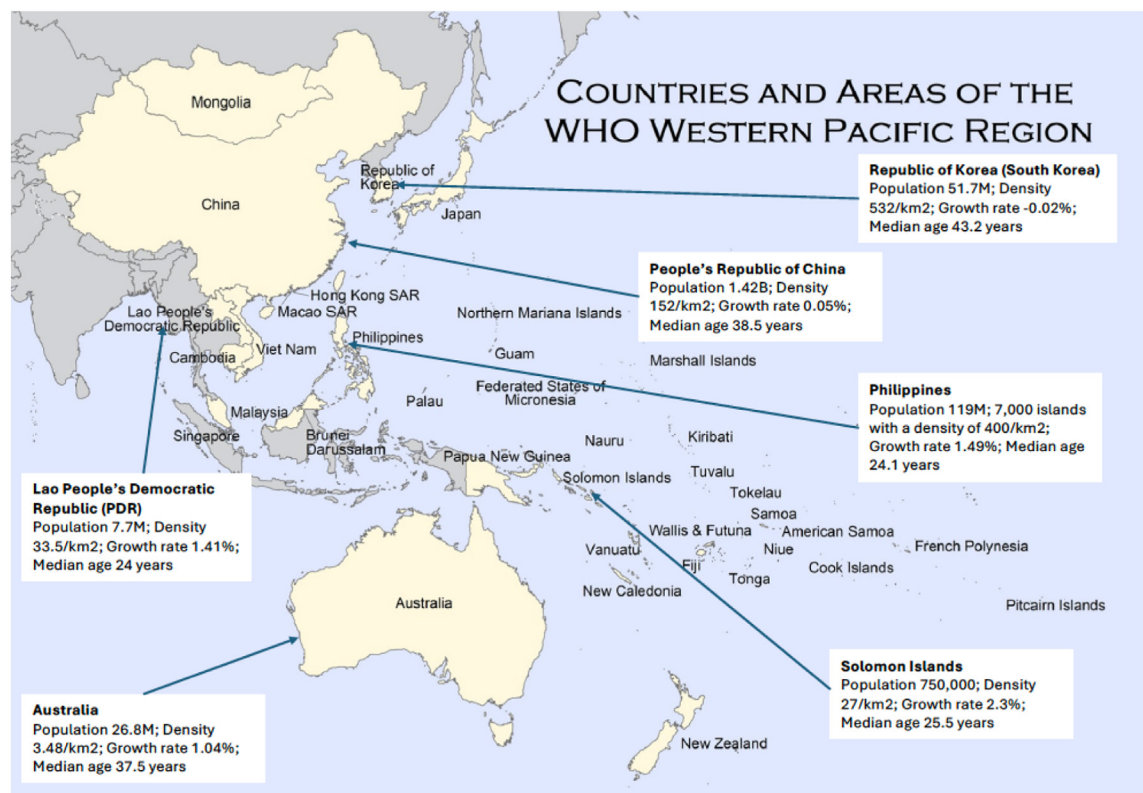 COUNTRIES AND AREAS OF THE
WHO WESTERN PACIFIC REGION
Mongolia
Republic of
Korea
China
Japan
Republic of Korea (South Korea)
Population 51.7M; Density
532/km2; Growth rate -0.02%;
Median age 43.2 years
People's Republic of China
Population 1.42B; Density
152/km2; Growth rate 0.05%;
Median age 38.5 years
Hong Kong SAR
Macao SAR
Lao People's
Democratic Republic
Northern Mariana Islands
Philippines
Viet Nam
Cambodia
Guam
Marshall Islands
Federated States of
Micronesia
Palau
Malaysia
Singapore
Brunei
Darussalam
Philippines
Population 119M; 7,000 islands
with a density of 400/km2;
Growth rate 1.49%; Median age
24.1 years
Nauru
Kiribati
Papua New Guinea
Solomon Islands
Tuvalu
Tokelau
Samoa
Wallis & Futuna
American Samoa
Vanuatu
Fiji
Niue
French Polynesia
Cook Islands
Tonga
New Caledonia
Pitcairn Islands
Lao People's Democratic
Republic (PDR)
Population 7.7M; Density
33.5/km2; Growth rate 1.41%;
Median age 24 years
Australia
Solomon Islands
Population 750,000; Density
27/km2; Growth rate 2.3%;
Median age 25.5 years
Australia
Population 26.8M; Density
3.48/km2; Growth rate 1.04%;
Median age 37.5 years
New Zealand